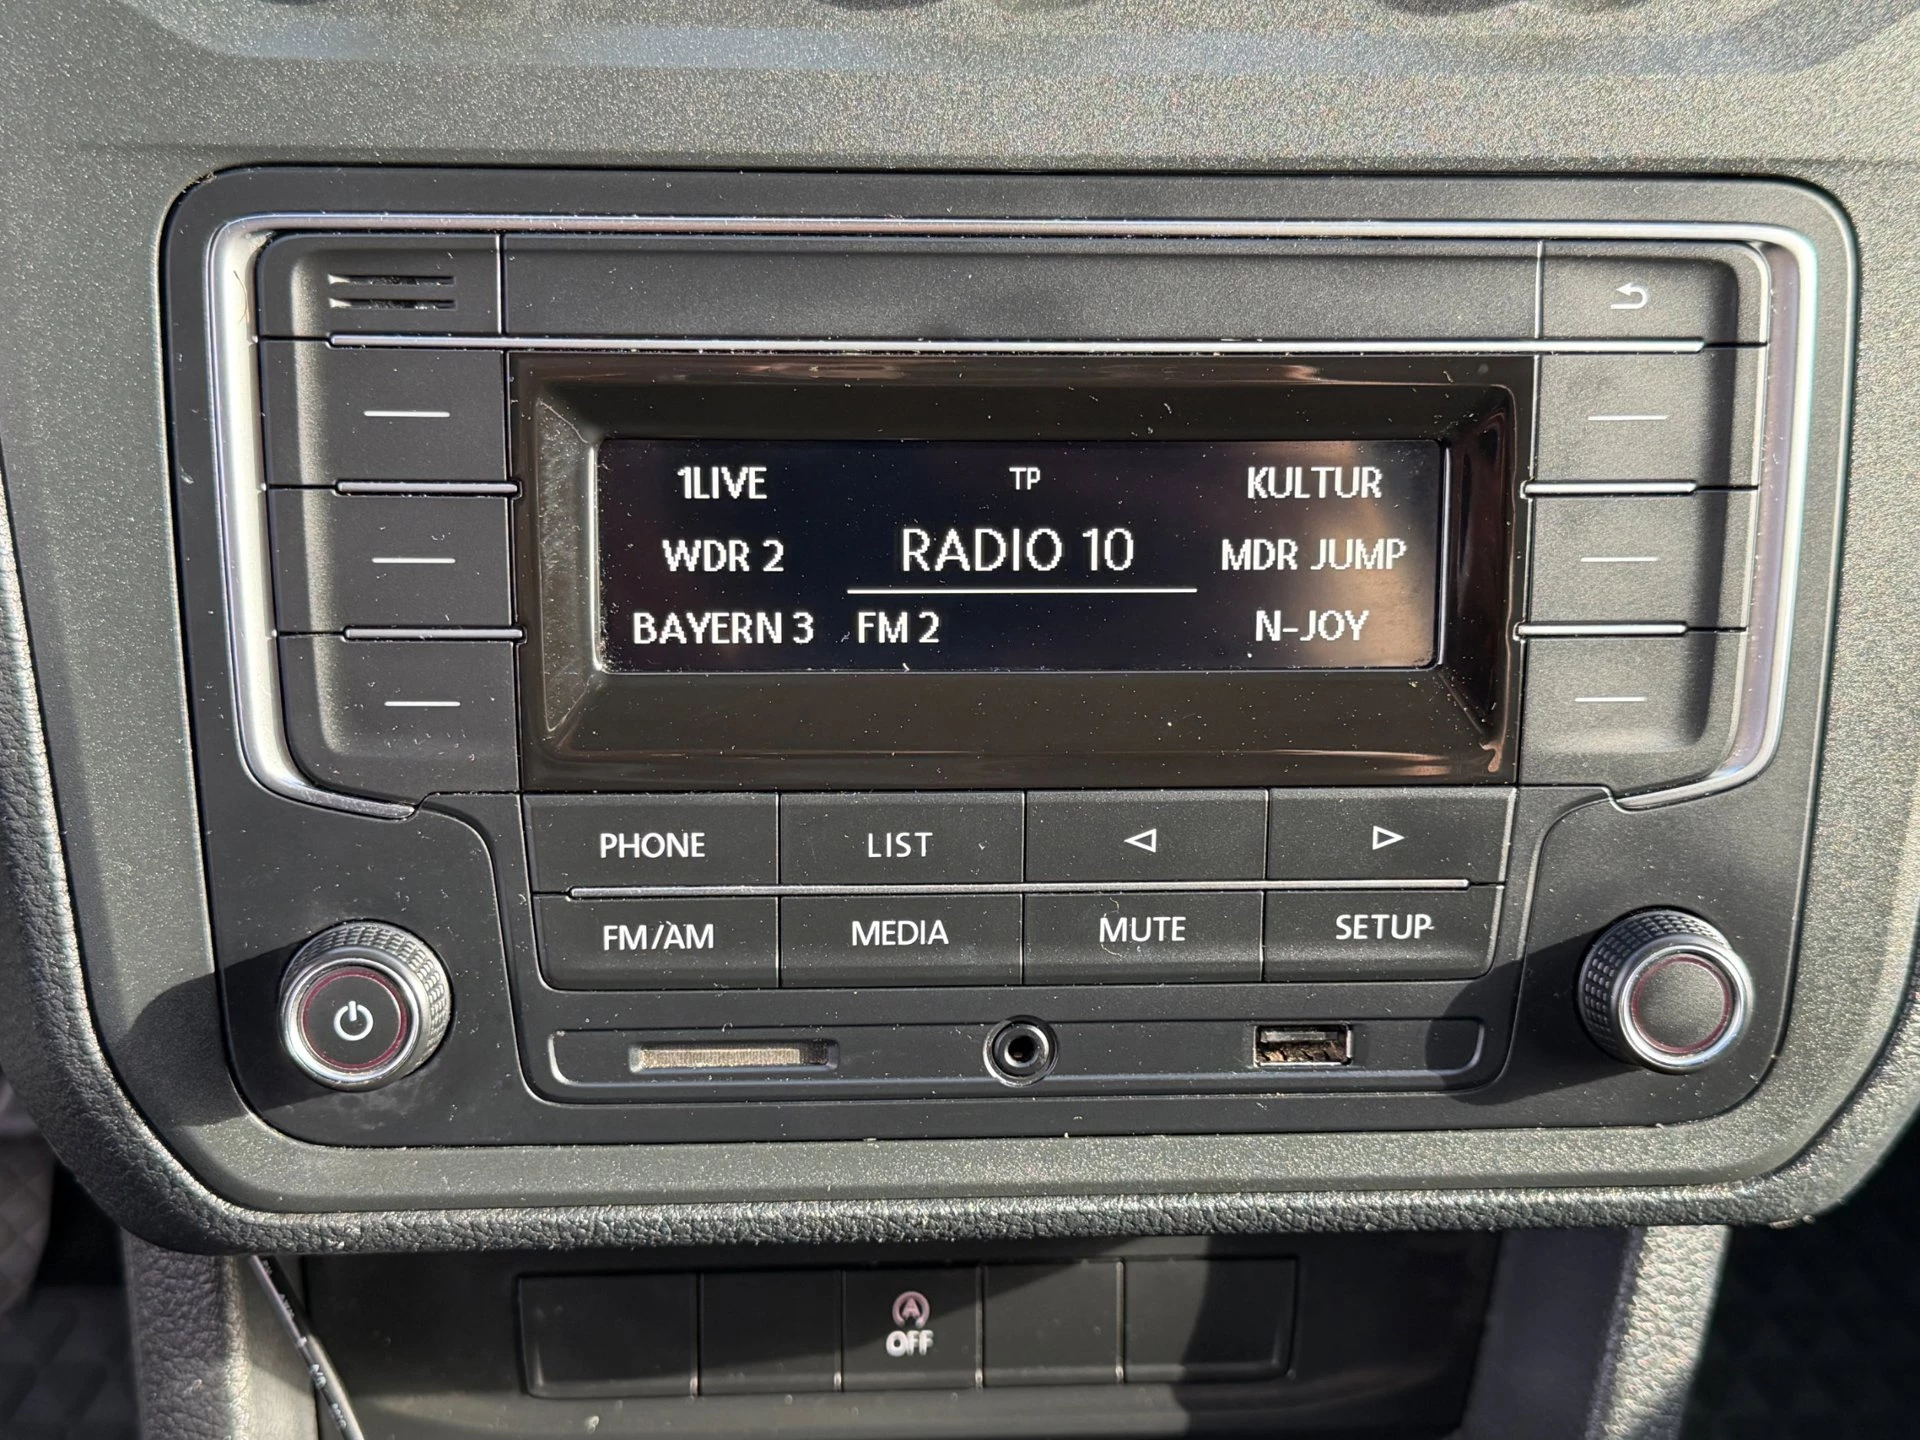 1LIVE TP KULTUR
WDR 2 RADIO 10 MDR JUMP
BAYERN 3 FM 2 N-JOY
PHONE LIST
FM/AM MEDIA MUTE SETUP
A
OFF